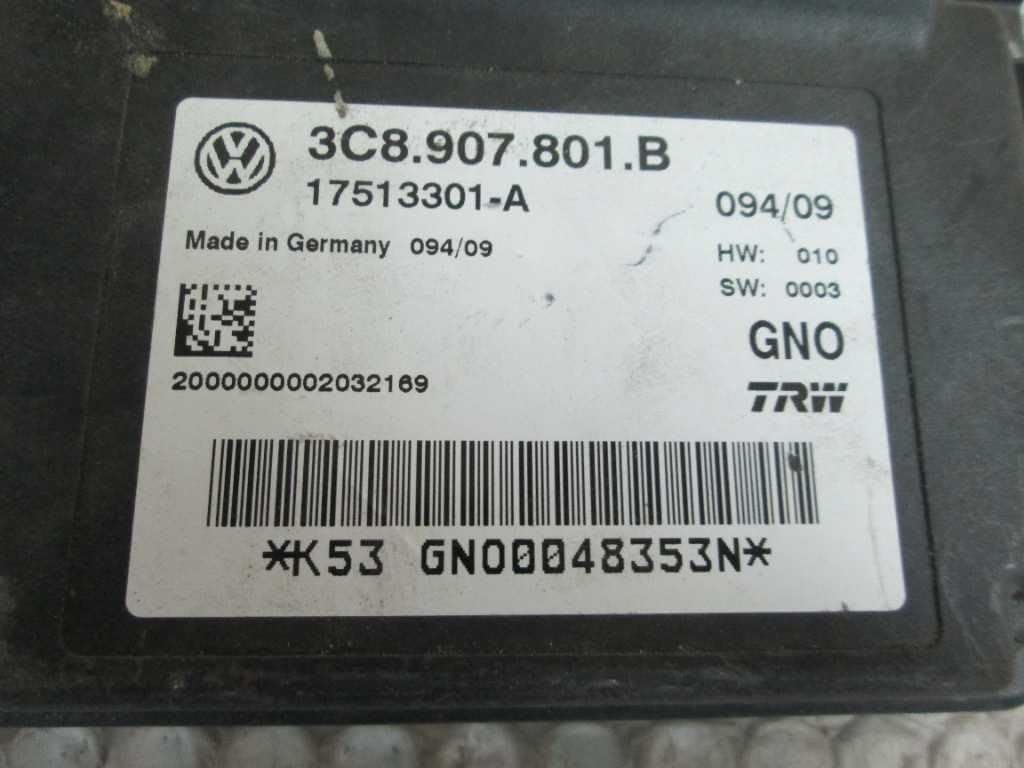 3C8.907.801.B
17513301-A
094/09
Made in Germany 094/09
HW: 010
SW: 0003
GNO
2000000002032169
TRW
*K53 GNO0048353N*